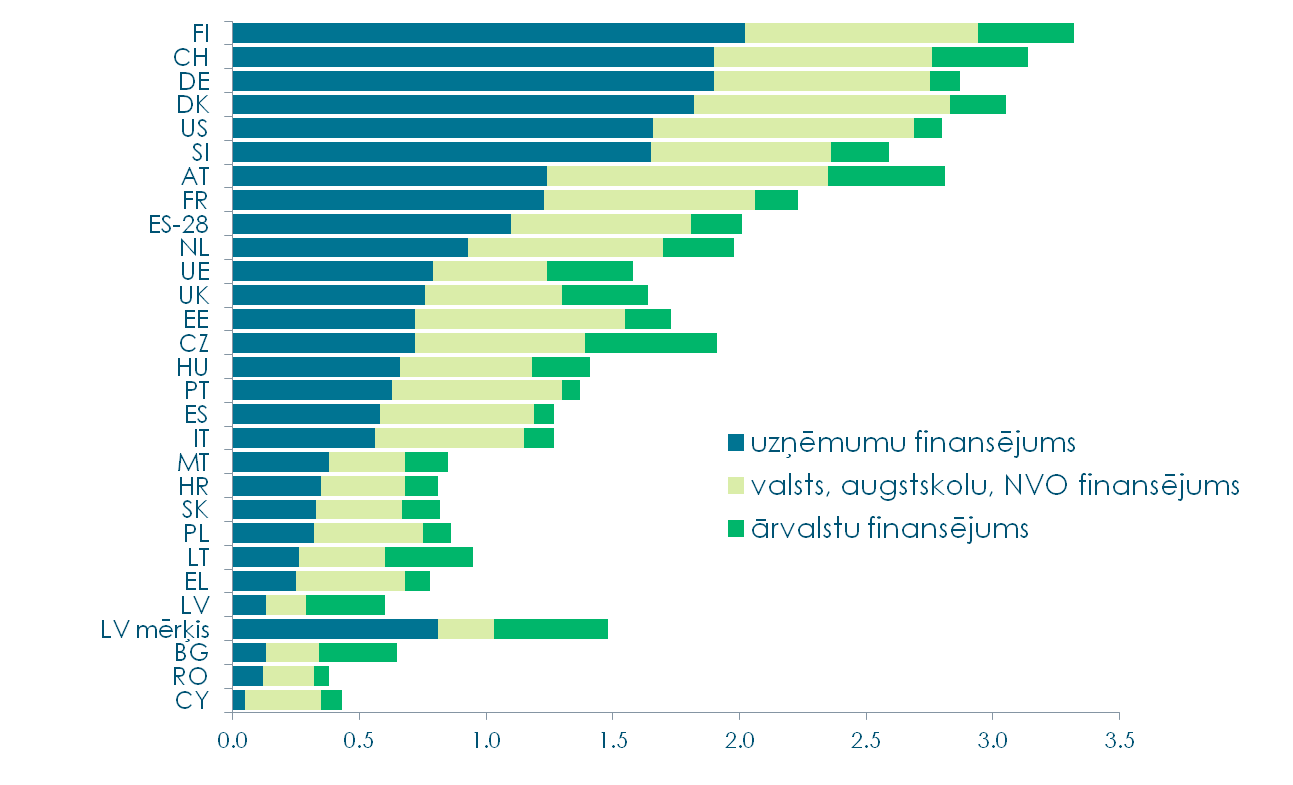 FI
CH
DE
DK
US
SI
AT
FR
ES-28
NL
UE
UK
EE
CZ
HU
PT
ES
IT
MT
HR
SK
PL
LT
EL
LV
LV mērķis
BG
RO
CY
0.0 0.5 1.0 1.5 2.0 2.5 3.0 3.5
uzņēmumu finansējums
valsts, augstskolu, NVO finansējums
ārvalstu finansējums